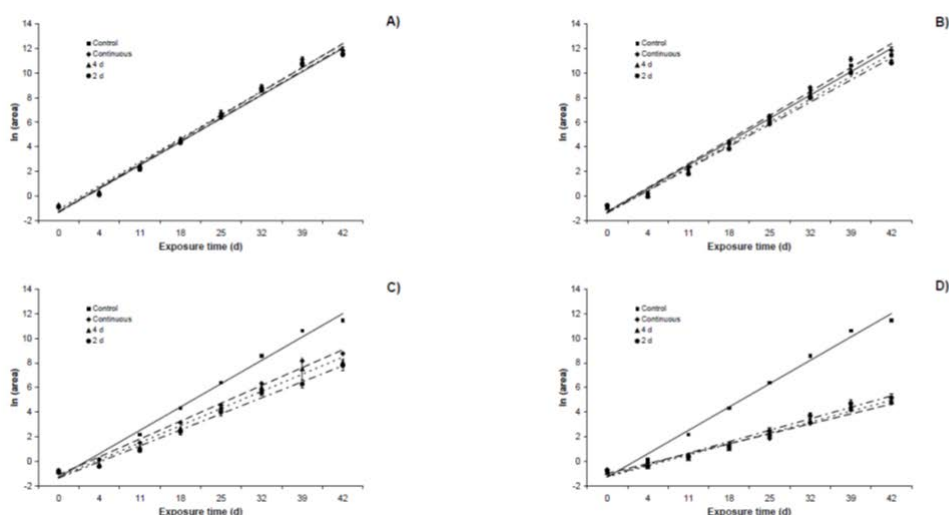 A)
14
12
10
8
6
4
2
0
-2
ln (area)
Control
Continuous
4 d
2 d
0 4 11 18 25 32 39 42
Exposure time (d)
B)
14
12
10
8
6
4
2
0
-2
ln (area)
Control
Continuous
4 d
2 d
0 4 11 18 25 32 39 42
Exposure time (d)
C)
14
12
10
8
6
4
2
0
-2
ln (area)
Control
Continuous
4 d
2 d
0 4 11 18 25 32 39 42
Exposure time (d)
D)
14
12
10
8
6
4
2
0
-2
ln (area)
Control
Continuous
4 d
2 d
0 4 11 18 25 32 39 42
Exposure time (d)